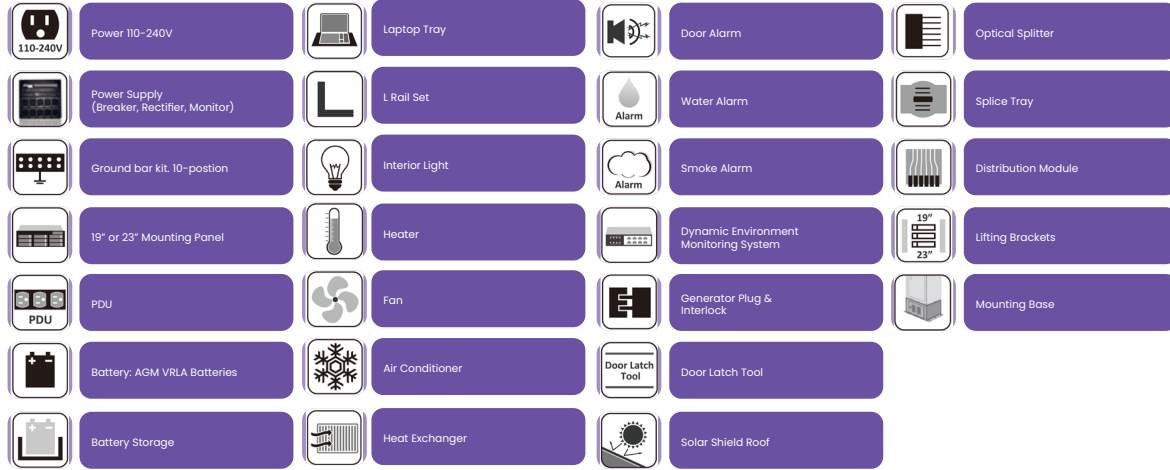 110-240V
Power 110-240V
Power Supply
(Breaker, Rectifier, Monitor)
Ground bar kit. 10-postion
19” or 23” Mounting Panel
PDU
PDU
Battery: AGM VRLA Batteries
Battery Storage
Laptop Tray
L Rail Set
Interior Light
Heater
Fan
Air Conditioner
Heat Exchanger
Door Alarm
Alarm
Water Alarm
Alarm
Smoke Alarm
Dynamic Environment
Monitoring System
Generator Plug &
Interlock
Door Latch
Tool
Door Latch Tool
Solar Shield Roof
Optical Splitter
Splice Tray
Distribution Module
19”
23”
Lifting Brackets
Mounting Base